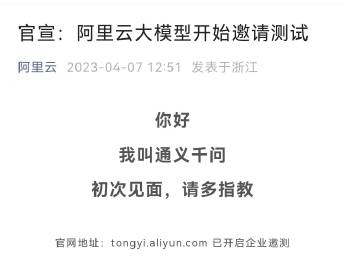 官宣：阿里云大模型开始邀请测试
阿里云 2023-04-07 12:51 发表于浙江
你好
我叫通义千问
初次见面，请多指教
官网地址：tongyi.aliyun.com 已开启企业邀测